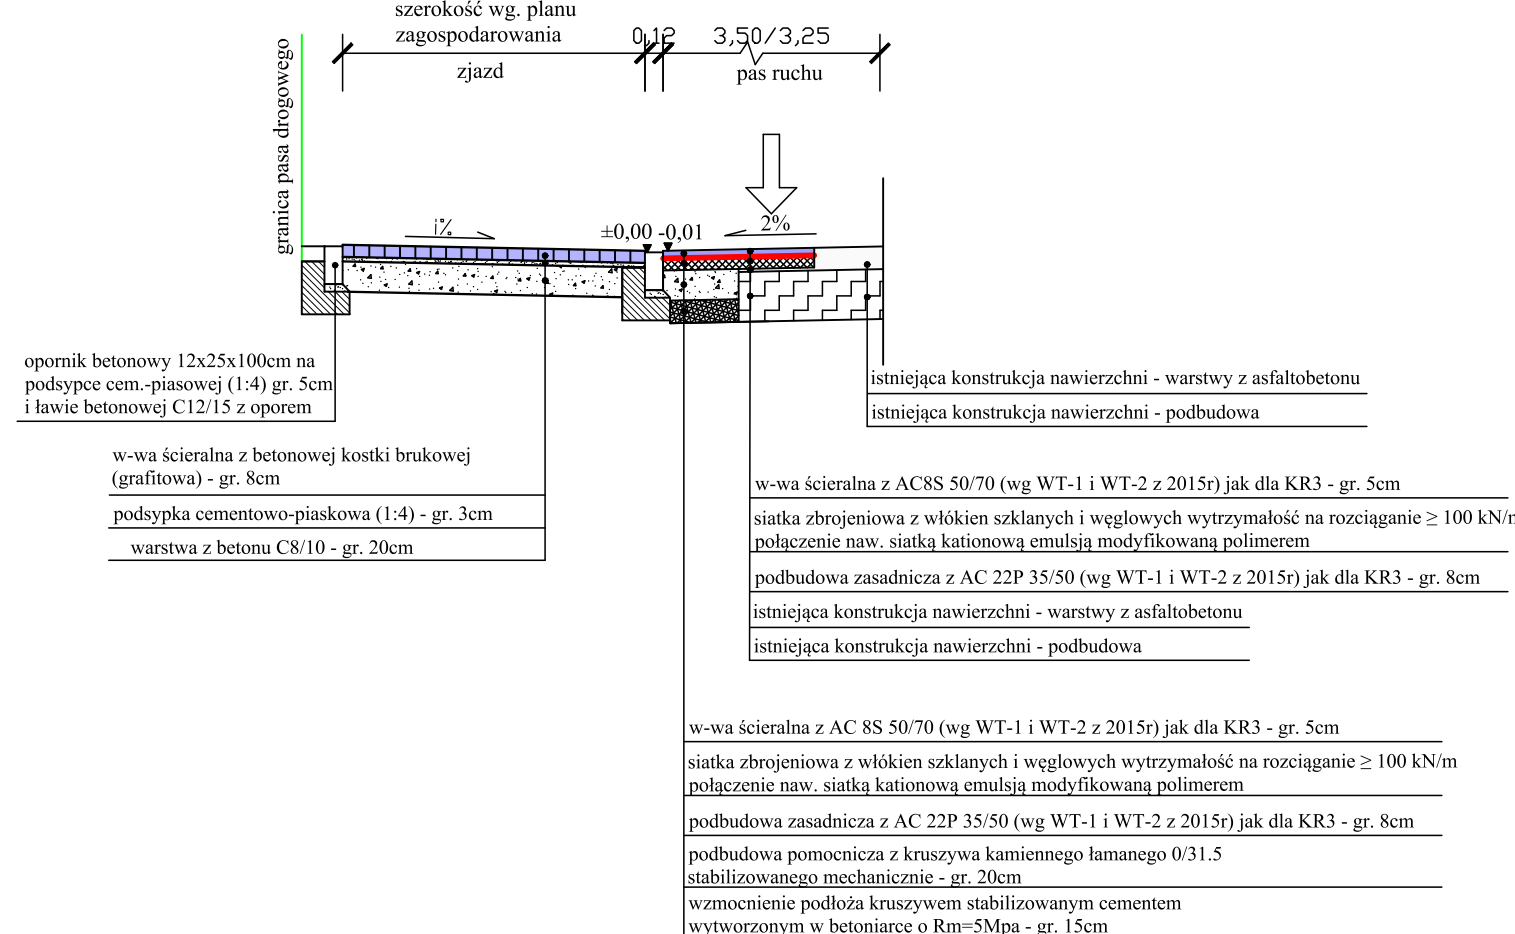 szerokość wg. planu
zagospodarowania
0,12
3,50/3,25
zjazd
pas ruchu
granica pasa drogowego
i%
±0,00 -0,01
2%
opornik betonowy 12x25x100cm na
podsypce cem.-piasowej (1:4) gr. 5cm
i ławie betonowej C12/15 z oporem
w-wa ścieralna z betonowej kostki brukowej
(grafitowa) - gr. 8cm
podsypka cementowo-piaskowa (1:4) - gr. 3cm
warstwa z betonu C8/10 - gr. 20cm
istniejąca konstrukcja nawierzchni - warstwy z asfaltobetonu
istniejąca konstrukcja nawierzchni - podbudowa
w-wa ścieralna z AC8S 50/70 (wg WT-1 i WT-2 z 2015r) jak dla KR3 - gr. 5cm
siatka zbrojeniowa z włókien szklanych i węglowych wytrzymałość na rozciąganie ≥ 100 kN/m
połączenie naw. siatką kationową emulsją modyfikowaną polimerem
podbudowa zasadnicza z AC 22P 35/50 (wg WT-1 i WT-2 z 2015r) jak dla KR3 - gr. 8cm
istniejąca konstrukcja nawierzchni - warstwy z asfaltobetonu
istniejąca konstrukcja nawierzchni - podbudowa
w-wa ścieralna z AC 8S 50/70 (wg WT-1 i WT-2 z 2015r) jak dla KR3 - gr. 5cm
siatka zbrojeniowa z włókien szklanych i węglowych wytrzymałość na rozciąganie ≥ 100 kN/m
połączenie naw. siatką kationową emulsją modyfikowaną polimerem
podbudowa zasadnicza z AC 22P 35/50 (wg WT-1 i WT-2 z 2015r) jak dla KR3 - gr. 8cm
podbudowa pomocnicza z kruszywa kamiennego łamanego 0/31.5
stabilizowanego mechanicznie - gr. 20cm
wzmocnienie podłoża kruszywem stabilizowanym cementem
wytworzonym w betoniarce o Rm=5Mpa - gr. 15cm